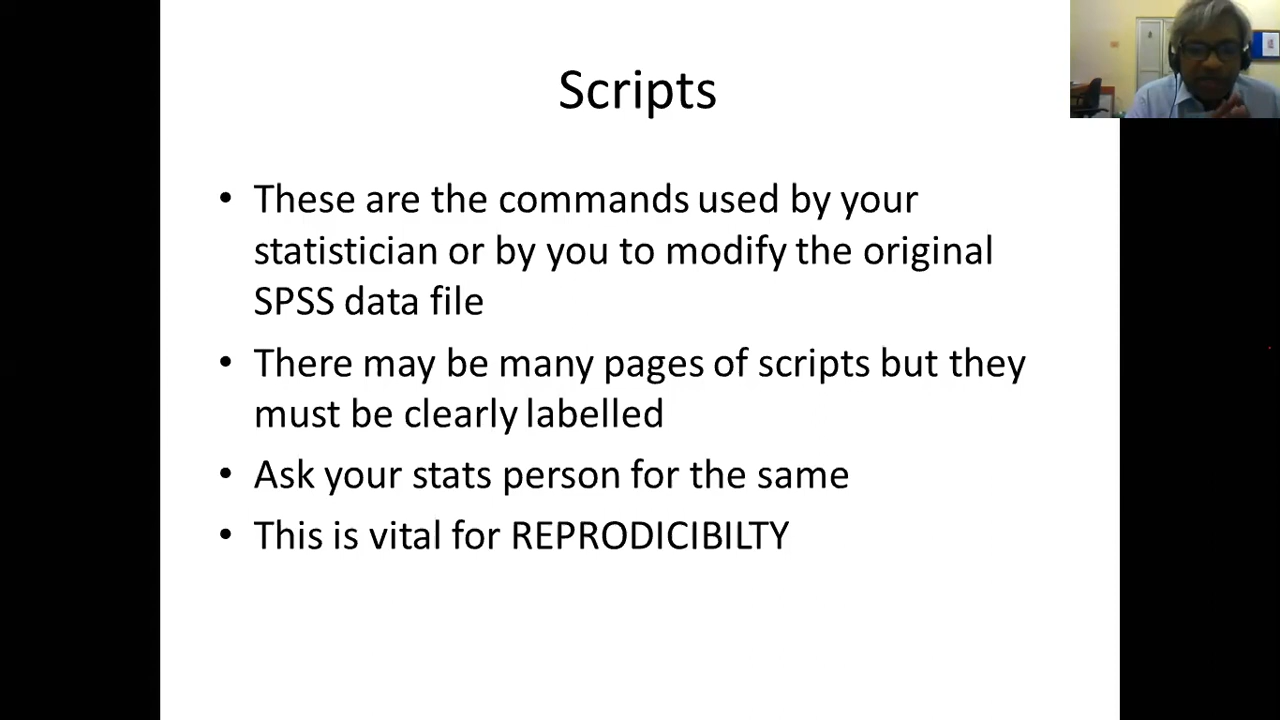 Scripts
• These are the commands used by your
statistician or by you to modify the original
SPSS data file
• There may be many pages of scripts but they
must be clearly labelled
• Ask your stats person for the same
• This is vital for REPRODICIBILTY